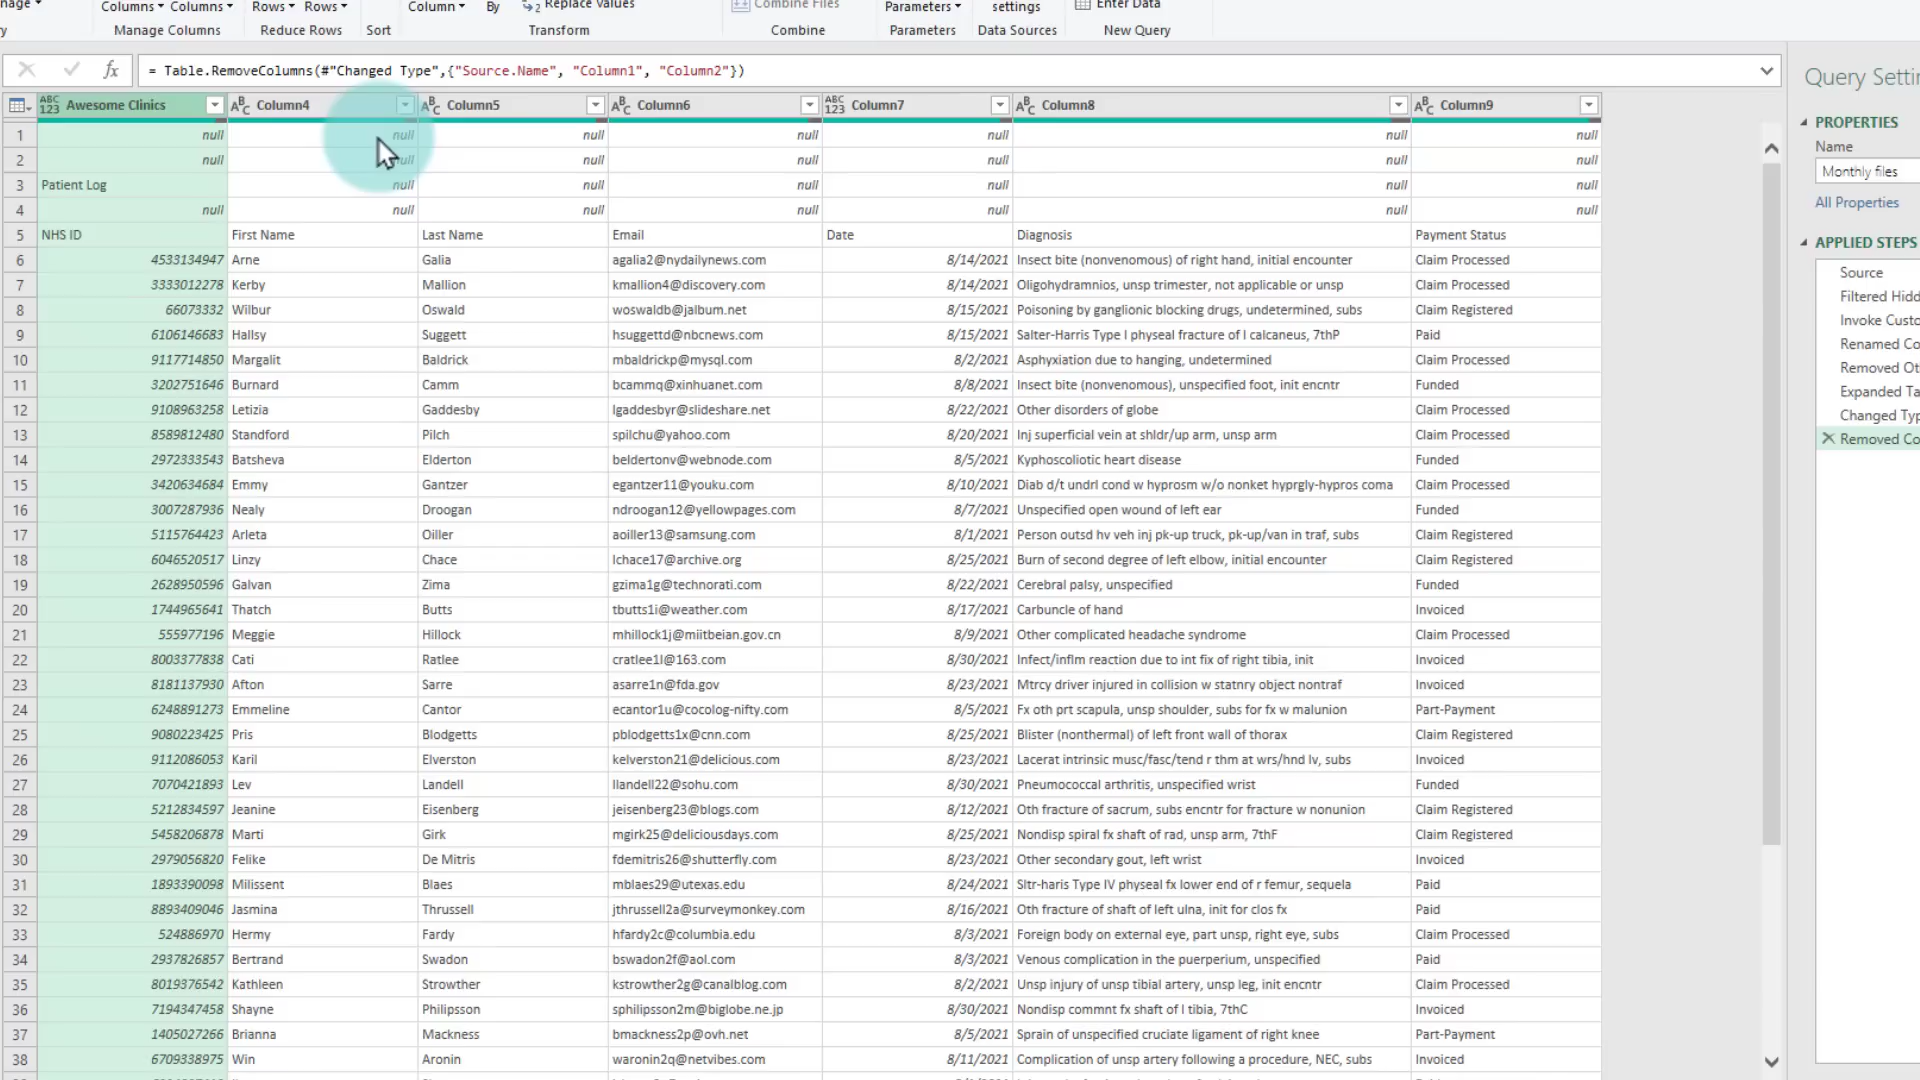 Columns Columns Rows Rows Column By Replace Values Combine Files Parameters settings Enter Data
Manage Columns Reduce Rows Sort Transform Combine Parameters Data Sources New Query
fx = Table.RemoveColumns(#"Changed Type",{"Source.Name", "Column1", "Column2"})
Query Setti
ABC 123 Awesome Clinics ABC Column4 ABC Column5 ABC Column6 ABC 123 Column7 ABC Column8 ABC Column9
1 null null null null null null null
2 null null null null null null null
3 Patient Log null null null null null null
4 null null null null null null null
5 NHS ID First Name Last Name Email Date Diagnosis Payment Status
6 4533134947 Arne Galia agalia2@nydailynews.com 8/14/2021 Insect bite (nonvenomous) of right hand, initial encounter Claim Processed
7 3333012278 Kerby Mallion kmallion4@discovery.com 8/14/2021 Oligohydramnios, unsp trimester, not applicable or unsp Claim Processed
8 66073332 Wilbur Oswald woswaldb@jalbum.net 8/15/2021 Poisoning by ganglionic blocking drugs, undetermined, subs Claim Registered
9 6106146683 Hallsy Suggett hsuggettd@nbcnews.com 8/15/2021 Salter-Harris Type I physeal fracture of l calcaneus, 7thP Paid
10 9117714850 Margalit Baldrick mbaldrickp@mysql.com 8/2/2021 Asphyxiation due to hanging, undetermined Claim Processed
11 3202751646 Burnard Camm bcammq@xinhuanet.com 8/8/2021 Insect bite (nonvenomous), unspecified foot, init encntr Funded
12 9108963258 Letizia Gaddesby lgaddesbyr@slideshare.net 8/22/2021 Other disorders of globe Claim Processed
13 8589812480 Standford Pilch spilchu@yahoo.com 8/20/2021 Inj superficial vein at shldr/up arm, unsp arm Claim Processed
14 2972333543 Batsheva Elderton beldertonv@webnode.com 8/5/2021 Kyphoscoliotic heart disease Funded
15 3420634684 Emmy Gantzer egantzer11@youku.com 8/10/2021 Diab d/t undrl cond w hyprosm w/o nonket hyprgly-hypros coma Claim Processed
16 3007287936 Nealy Droogan ndroogan12@yellowpages.com 8/7/2021 Unspecified open wound of left ear Funded
17 5115764423 Arleta Oiller aoiller13@samsung.com 8/1/2021 Person outsd hv veh inj pk-up truck, pk-up/van in traf, subs Claim Registered
18 6046520517 Linzy Chace lchace17@archive.org 8/25/2021 Burn of second degree of left elbow, initial encounter Claim Registered
19 2628950596 Galvan Zima gzima1g@technorati.com 8/22/2021 Cerebral palsy, unspecified Funded
20 1744965641 Thatch Butts tbutts1i@weather.com 8/17/2021 Carbuncle of hand Invoiced
21 555977196 Meggie Hillock mhillock1j@miitbeian.gov.cn 8/9/2021 Other complicated headache syndrome Claim Processed
22 8003377838 Cati Ratlee cratlee1l@163.com 8/30/2021 Infect/inflm reaction due to int fix of right tibia, init Invoiced
23 8181137930 Afton Sarre asarre1n@fda.gov 8/23/2021 Mtrcy driver injured in collision w statnry object nontraf Invoiced
24 6248891273 Emmeline Cantor ecantor1u@cocolog-nifty.com 8/5/2021 Fx oth prt scapula, unsp shoulder, subs for fx w malunion Part-Payment
25 9080223425 Pris Blodgetts pblodgetts1x@cnn.com 8/25/2021 Blister (nonthermal) of left front wall of thorax Claim Registered
26 9112086053 Karil Elverston kelverston21@delicious.com 8/23/2021 Lacerat intrinsic musc/fasc/tend r thm at wrs/hnd lv, subs Invoiced
27 7070421893 Lev Landell llandell22@sohu.com 8/30/2021 Pneumococcal arthritis, unspecified wrist Funded
28 5212834597 Jeanine Eisenberg jeisenberg23@blogs.com 8/12/2021 Oth fracture of sacrum, subs encntr for fracture w nonunion Claim Registered
29 5458206878 Marti Girk mgirk25@deliciousdays.com 8/25/2021 Nondisp spiral fx shaft of rad, unsp arm, 7thF Claim Registered
30 2979056820 Felike De Mitris fdemitris26@shutterfly.com 8/23/2021 Other secondary gout, left wrist Invoiced
31 1893390098 Milissent Blaes mblaes29@utexas.edu 8/24/2021 Sltr-haris Type IV physeal fx lower end of r femur, sequela Paid
32 8893409046 Jasmina Thrussell jthrussell2a@surveymonkey.com 8/16/2021 Oth fracture of shaft of left ulna, init for clos fx Paid
33 524886970 Hermy Fardy hfardy2c@columbia.edu 8/3/2021 Foreign body on external eye, part unsp, right eye, subs Claim Processed
34 2937826857 Bertrand Swadon bswadon2f@aol.com 8/3/2021 Venous complication in the puerperium, unspecified Paid
35 8019376542 Kathleen Strowther kstrowther2g@canalblog.com 8/2/2021 Unsp injury of unsp tibial artery, unsp leg, init encntr Claim Processed
36 7194347458 Shayne Philipsson sphilipsson2m@biglobe.ne.jp 8/30/2021 Nondisp commnt fx shaft of l tibia, 7thC Invoiced
37 1405027266 Brianna Mackness bmackness2p@ovh.net 8/5/2021 Sprain of unspecified cruciate ligament of right knee Part-Payment
38 6709338975 Win Aronin waronin2q@netvibes.com 8/11/2021 Complication of unsp artery following a procedure, NEC, subs Invoiced
PROPERTIES
Name
Monthly files
All Properties
APPLIED STEPS
Source
Filtered Hidd
Invoke Custo
Renamed Co
Removed Ot
Expanded Ta
Changed Typ
Removed Co